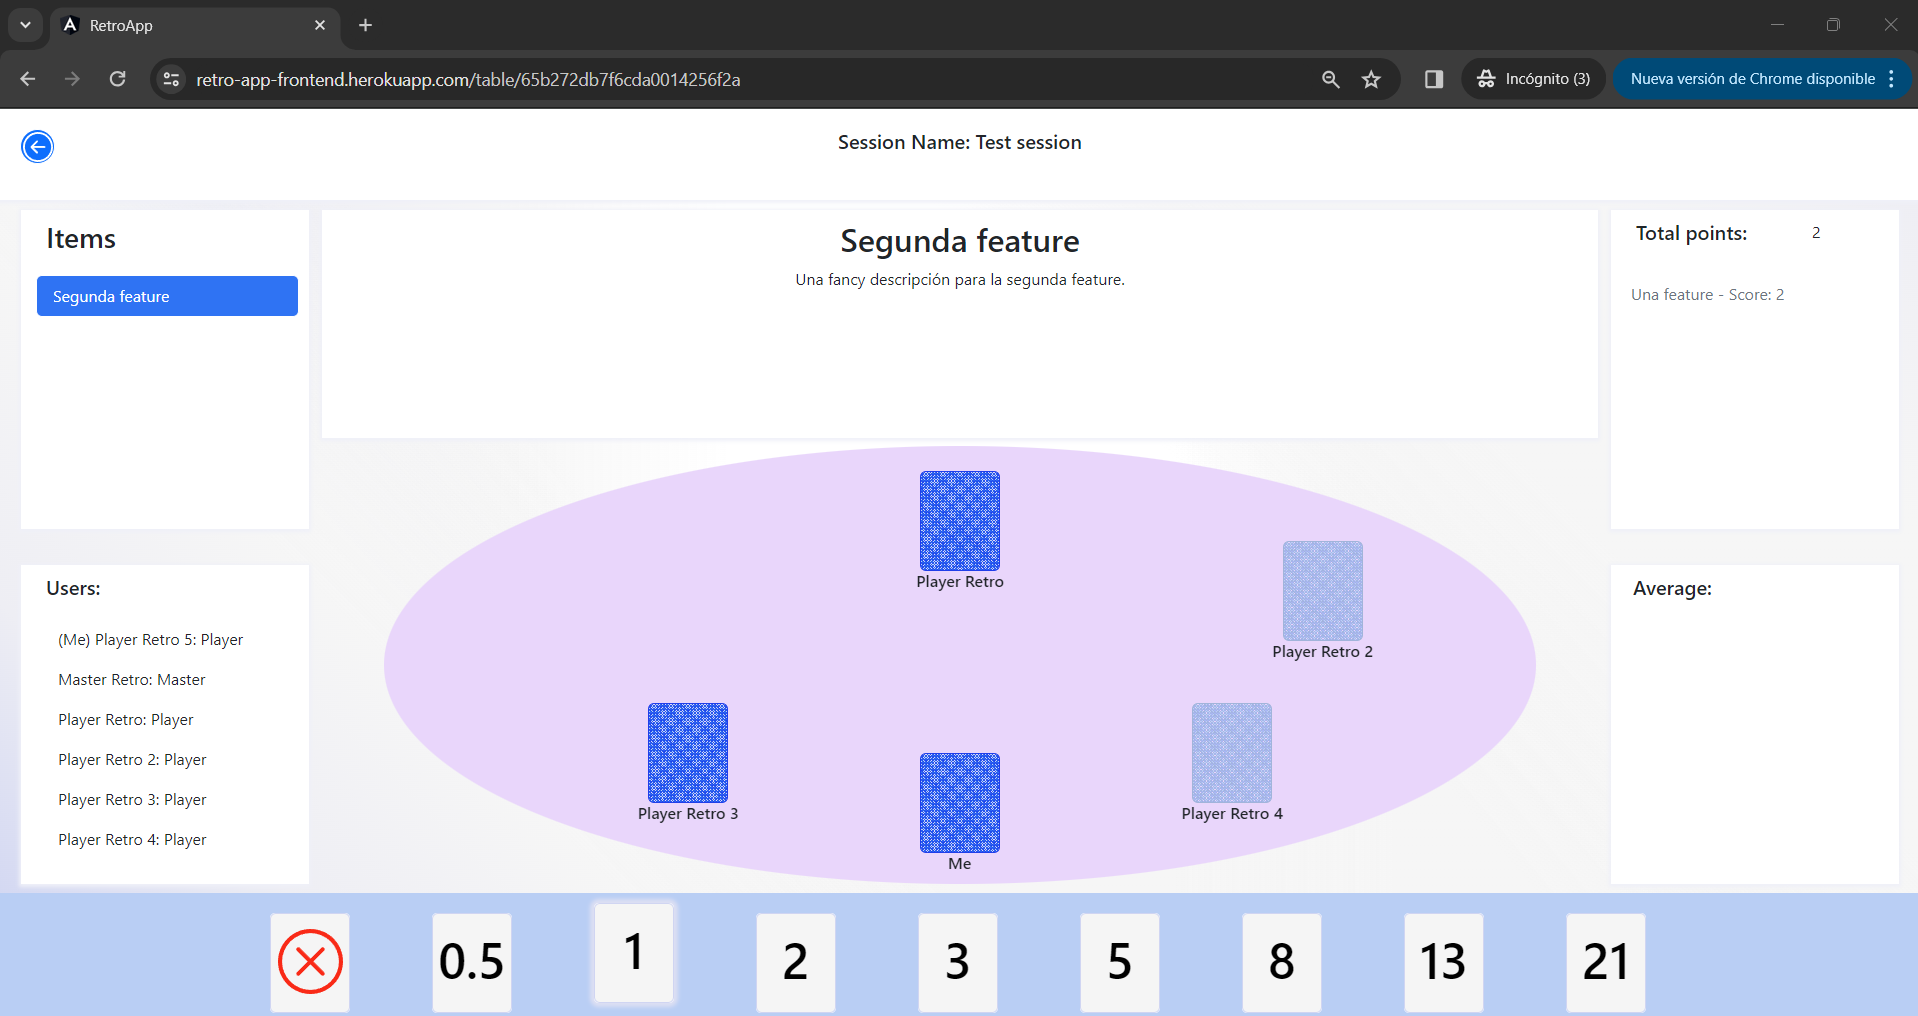 RetroApp
retro-app-frontend.herokuapp.com/table/65b272db7f6cda0014256f2a
Incógnito (3)
Nueva versión de Chrome disponible
Session Name: Test session
Items
Segunda feature
Segunda feature
Una fancy descripción para la segunda feature.
Total points: 2
Una feature - Score: 2
Users:
(Me) Player Retro 5: Player
Master Retro: Master
Player Retro: Player
Player Retro 2: Player
Player Retro 3: Player
Player Retro 4: Player
Player Retro
Player Retro 2
Player Retro 3
Player Retro 4
Me
Average:
0.5
1
2
3
5
8
13
21